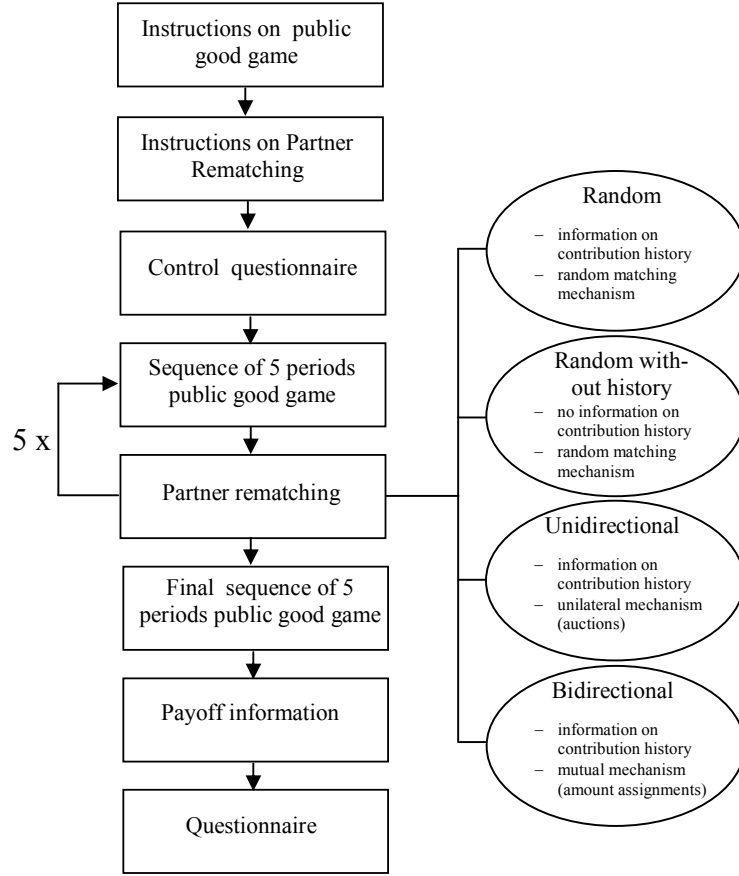 Instructions on public
good game
Instructions on Partner
Rematching
Control questionnaire
Sequence of 5 periods
public good game
5 x
Partner rematching
Final sequence of 5
periods public good game
Payoff information
Questionnaire
Random
– information on
contribution history
– random matching
mechanism
Random with-
out history
– no information on
contribution history
– random matching
mechanism
Unidirectional
– information on
contribution history
– unilateral mechanism
(auctions)
Bidirectional
– information on
contribution history
– mutual mechanism
(amount assignments)